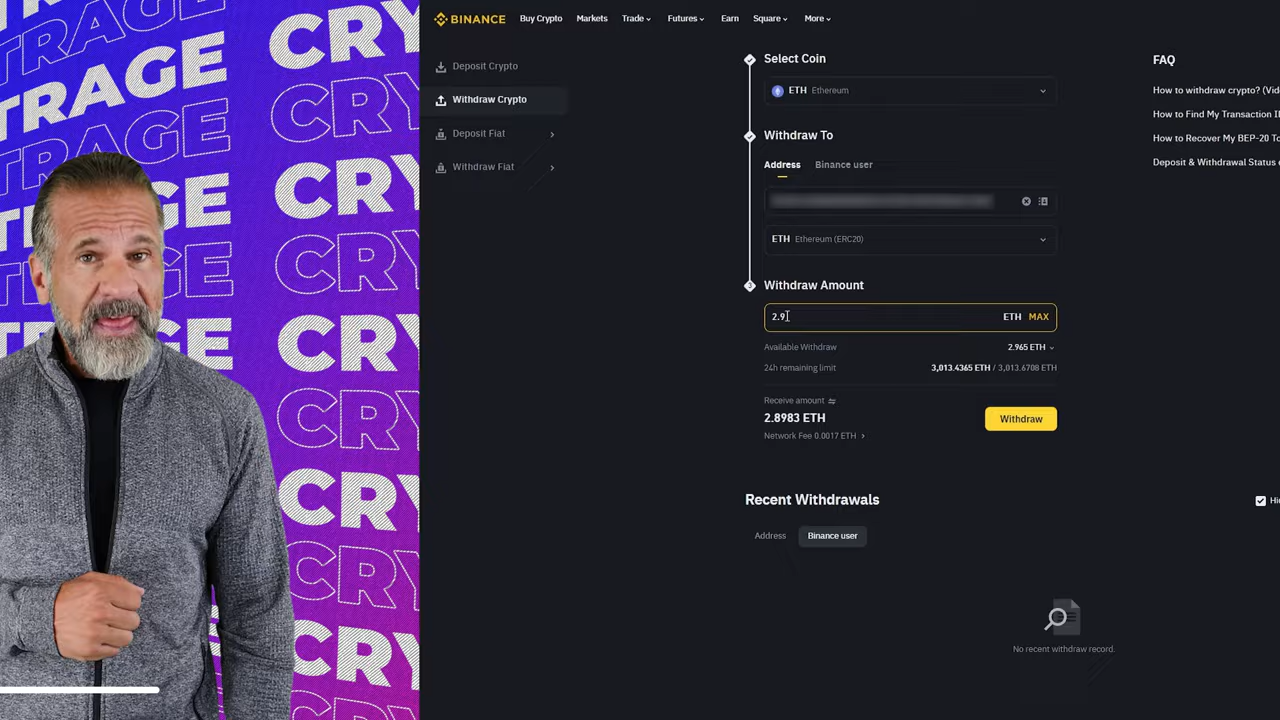 TRAGE
CRY
TRAGE
CRY
TRAGE
CRY
TRAGE
CRY
TRAGE
CRY
CRY
CRY
CRY
CRY
CRY
BINANCE
Buy Crypto
Markets
Trade
Futures
Earn
Square
More
Deposit Crypto
Withdraw Crypto
Deposit Fiat
Withdraw Fiat
Select Coin
ETH Ethereum
Withdraw To
Address
Binance user
ETH Ethereum (ERC20)
3
Withdraw Amount
2.9
ETH MAX
Available Withdraw
2.965 ETH
24h remaining limit
3,013.4365 ETH / 3,013.6708 ETH
Receive amount
2.8983 ETH
Network Fee 0.0017 ETH
Withdraw
Recent Withdrawals
Hi
Address
Binance user
No recent withdraw record.
FAQ
How to withdraw crypto? (Vid
How to Find My Transaction I
How to Recover My BEP-20 To
Deposit & Withdrawal Status